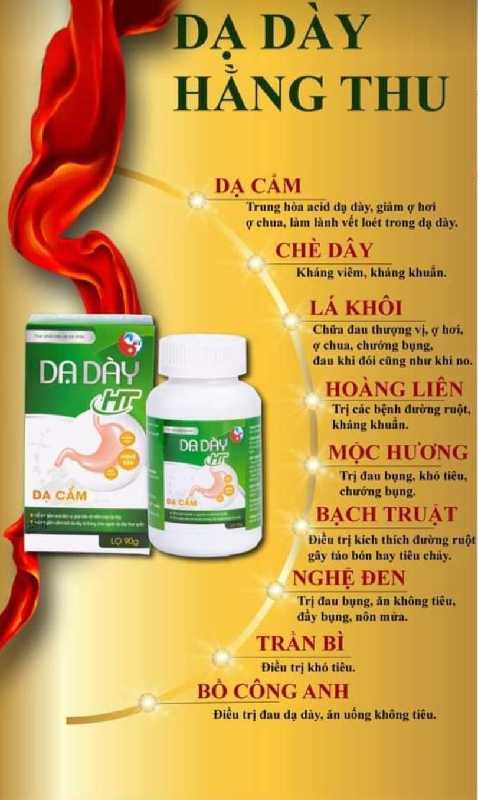 DẠ DÀY
HẰNG THU
DẠ CẨM
Trung hòa acid dạ dày, giảm ợ hơi
ợ chua, làm lành vết loét trong dạ dày.
CHÈ DÂY
Kháng viêm, kháng khuẩn.
LÁ KHÔI
Chữa đau thượng vị, ợ hơi,
ợ chua, chướng bụng,
đau khi đói cũng như khi no.
HOÀNG LIÊN
Trị các bệnh đường ruột,
kháng khuẩn.
MỘC HƯƠNG
Trị đau bụng, khó tiêu,
chướng bụng.
BẠCH TRUẬT
Điều trị kích thích đường ruột
gây táo bón hay tiêu chảy.
NGHỆ ĐEN
Trị đau bụng, ăn không tiêu,
đầy bụng, nôn mửa.
TRẦN BÌ
Điều trị khó tiêu.
BỒ CÔNG ANH
Điều trị đau dạ dày, ăn uống không tiêu.
DẠ DÀY
HT
DẠ CẨM
LỌ 90g
DẠ DÀY
HT
DẠ CẨM